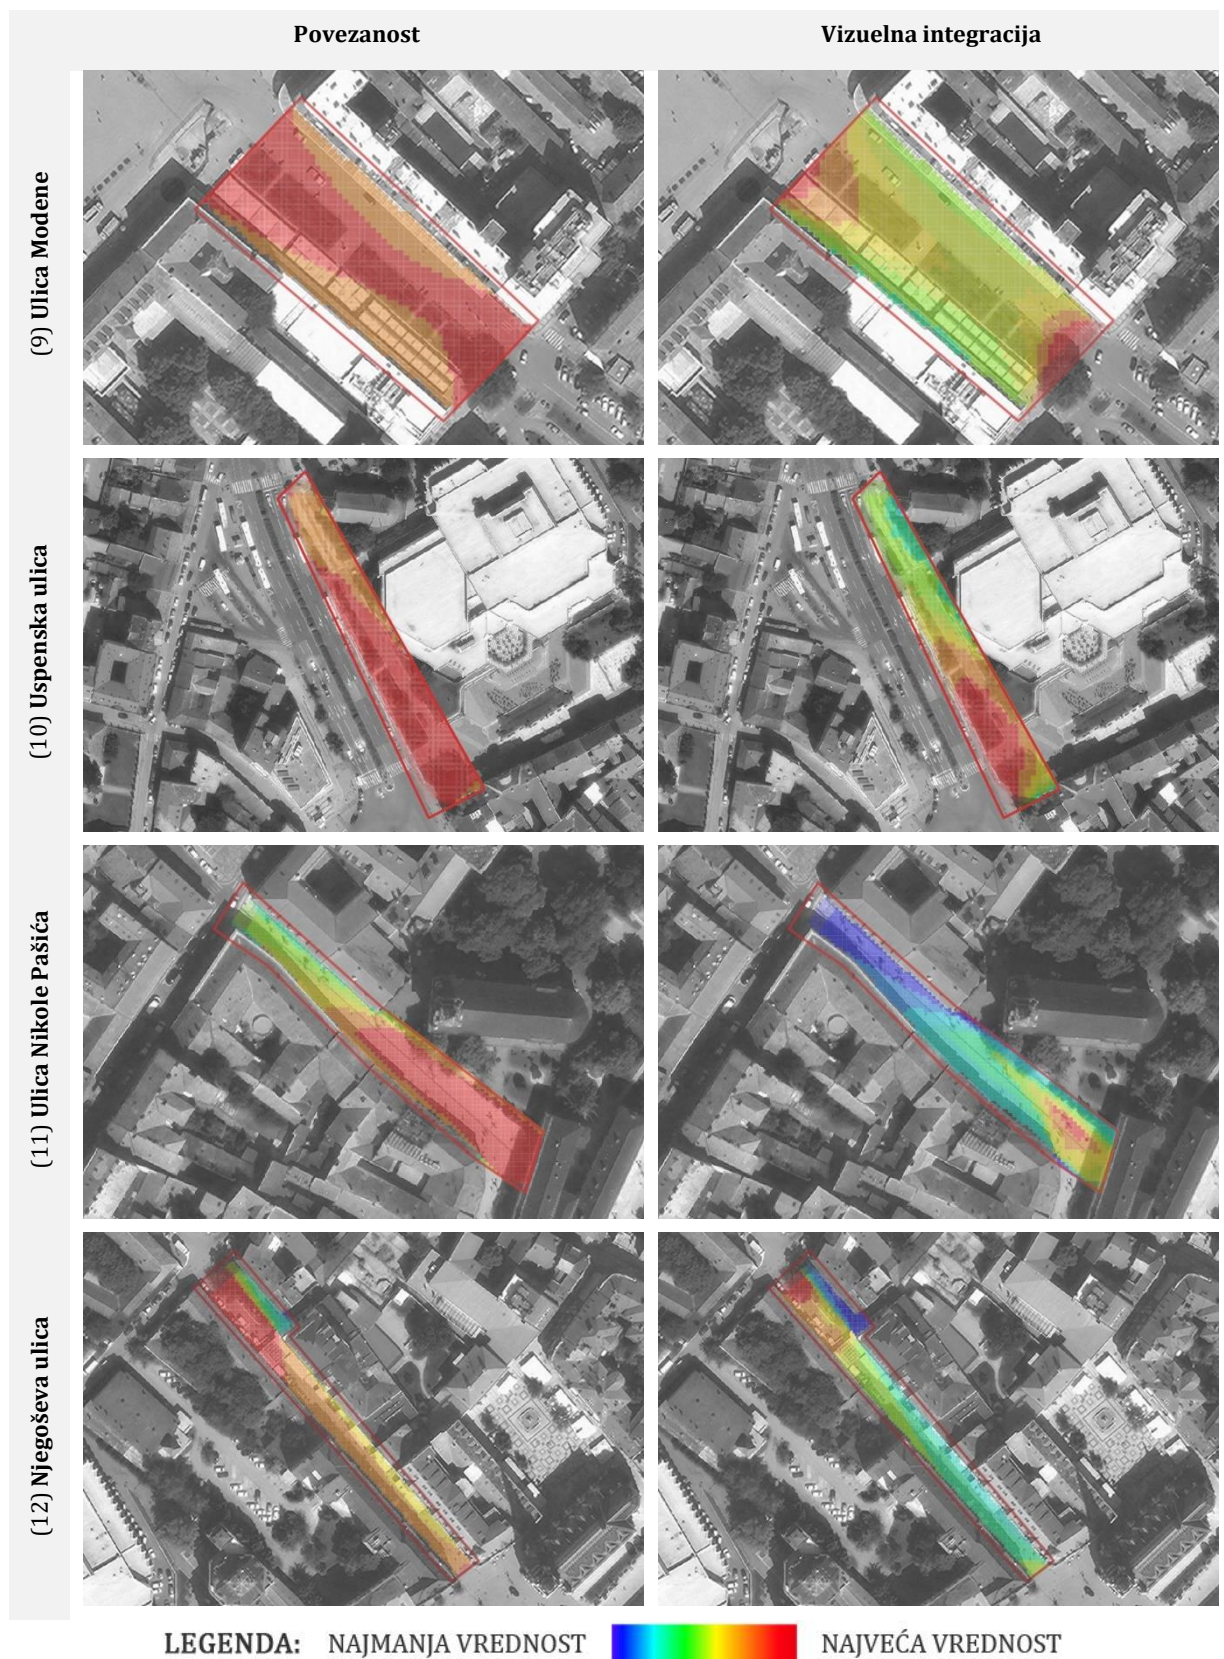 Povezanost Vizuelna integracija
(9) Ulica Modene
(10) Uspenska ulica
(11) Ulica Nikole Pašića
(12) Njegoševa ulica
LEGENDA: NAJMANJA VREDNOST NAJVEĆA VREDNOST